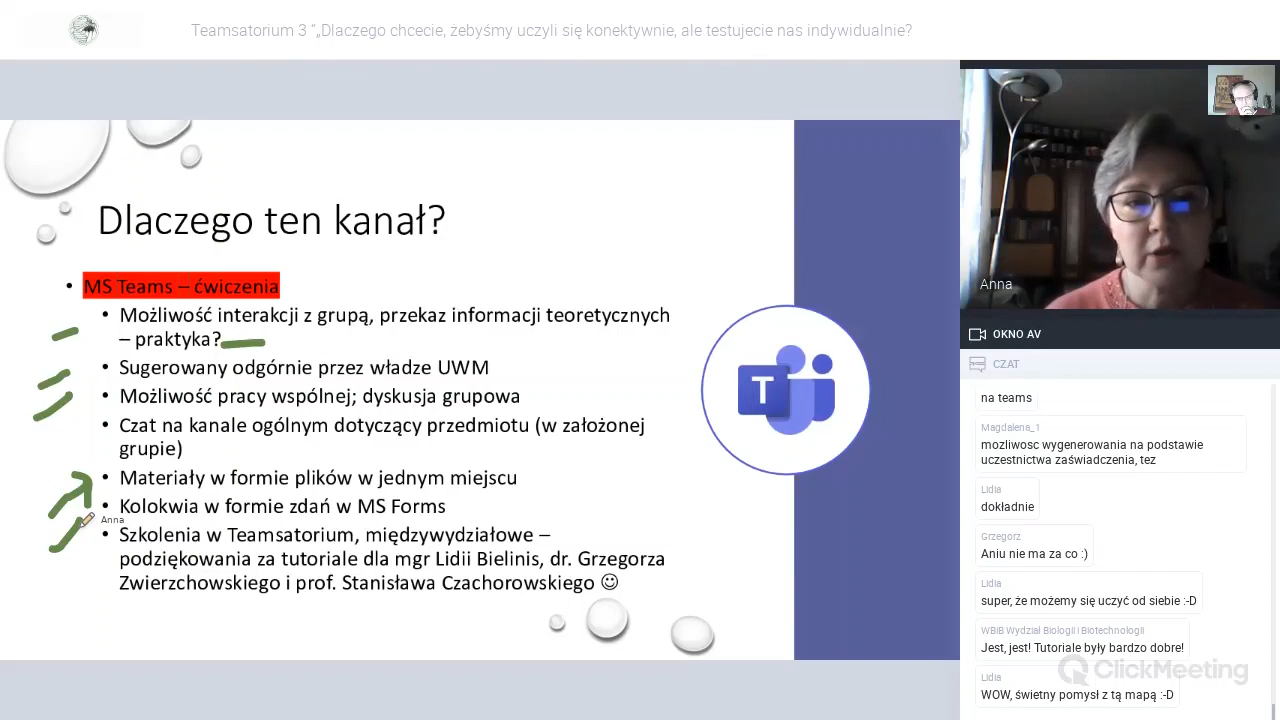 Teamsatorium 3 “„Dlaczego chcecie, żebyśmy uczyli się konektywnie, ale testujecie nas indywidualnie?
Dlaczego ten kanał?
• MS Teams – ćwiczenia
• Możliwość interakcji z grupą, przekaz informacji teoretycznych
– praktyka?
• Sugerowany odgórnie przez władze UWM
• Możliwość pracy wspólnej; dyskusja grupowa
• Czat na kanale ogólnym dotyczący przedmiotu (w założonej
grupie)
• Materiały w formie plików w jednym miejscu
• Kolokwia w formie zdań w MS Forms
Anna
• Szkolenia w Teamsatorium, międzywydziałowe –
podziękowania za tutoriale dla mgr Lidii Bielinis, dr. Grzegorza
Zwierzchowskiego i prof. Stanisława Czachorowskiego ☺
T
Anna
OKNO AV
CZAT
na teams
Magdalena_1
mozliwosc wygenerowania na podstawie
uczestnictwa zaświadczenia, tez
Lidia
dokładnie
Grzegorz
Aniu nie ma za co :)
Lidia
super, że możemy się uczyć od siebie :-D
WBiB Wydział Biologii i Biotechnologii
Jest, jest! Tutoriale były bardzo dobre!
Lidia
WOW, świetny pomysł z tą mapą :-D
ClickMeeting